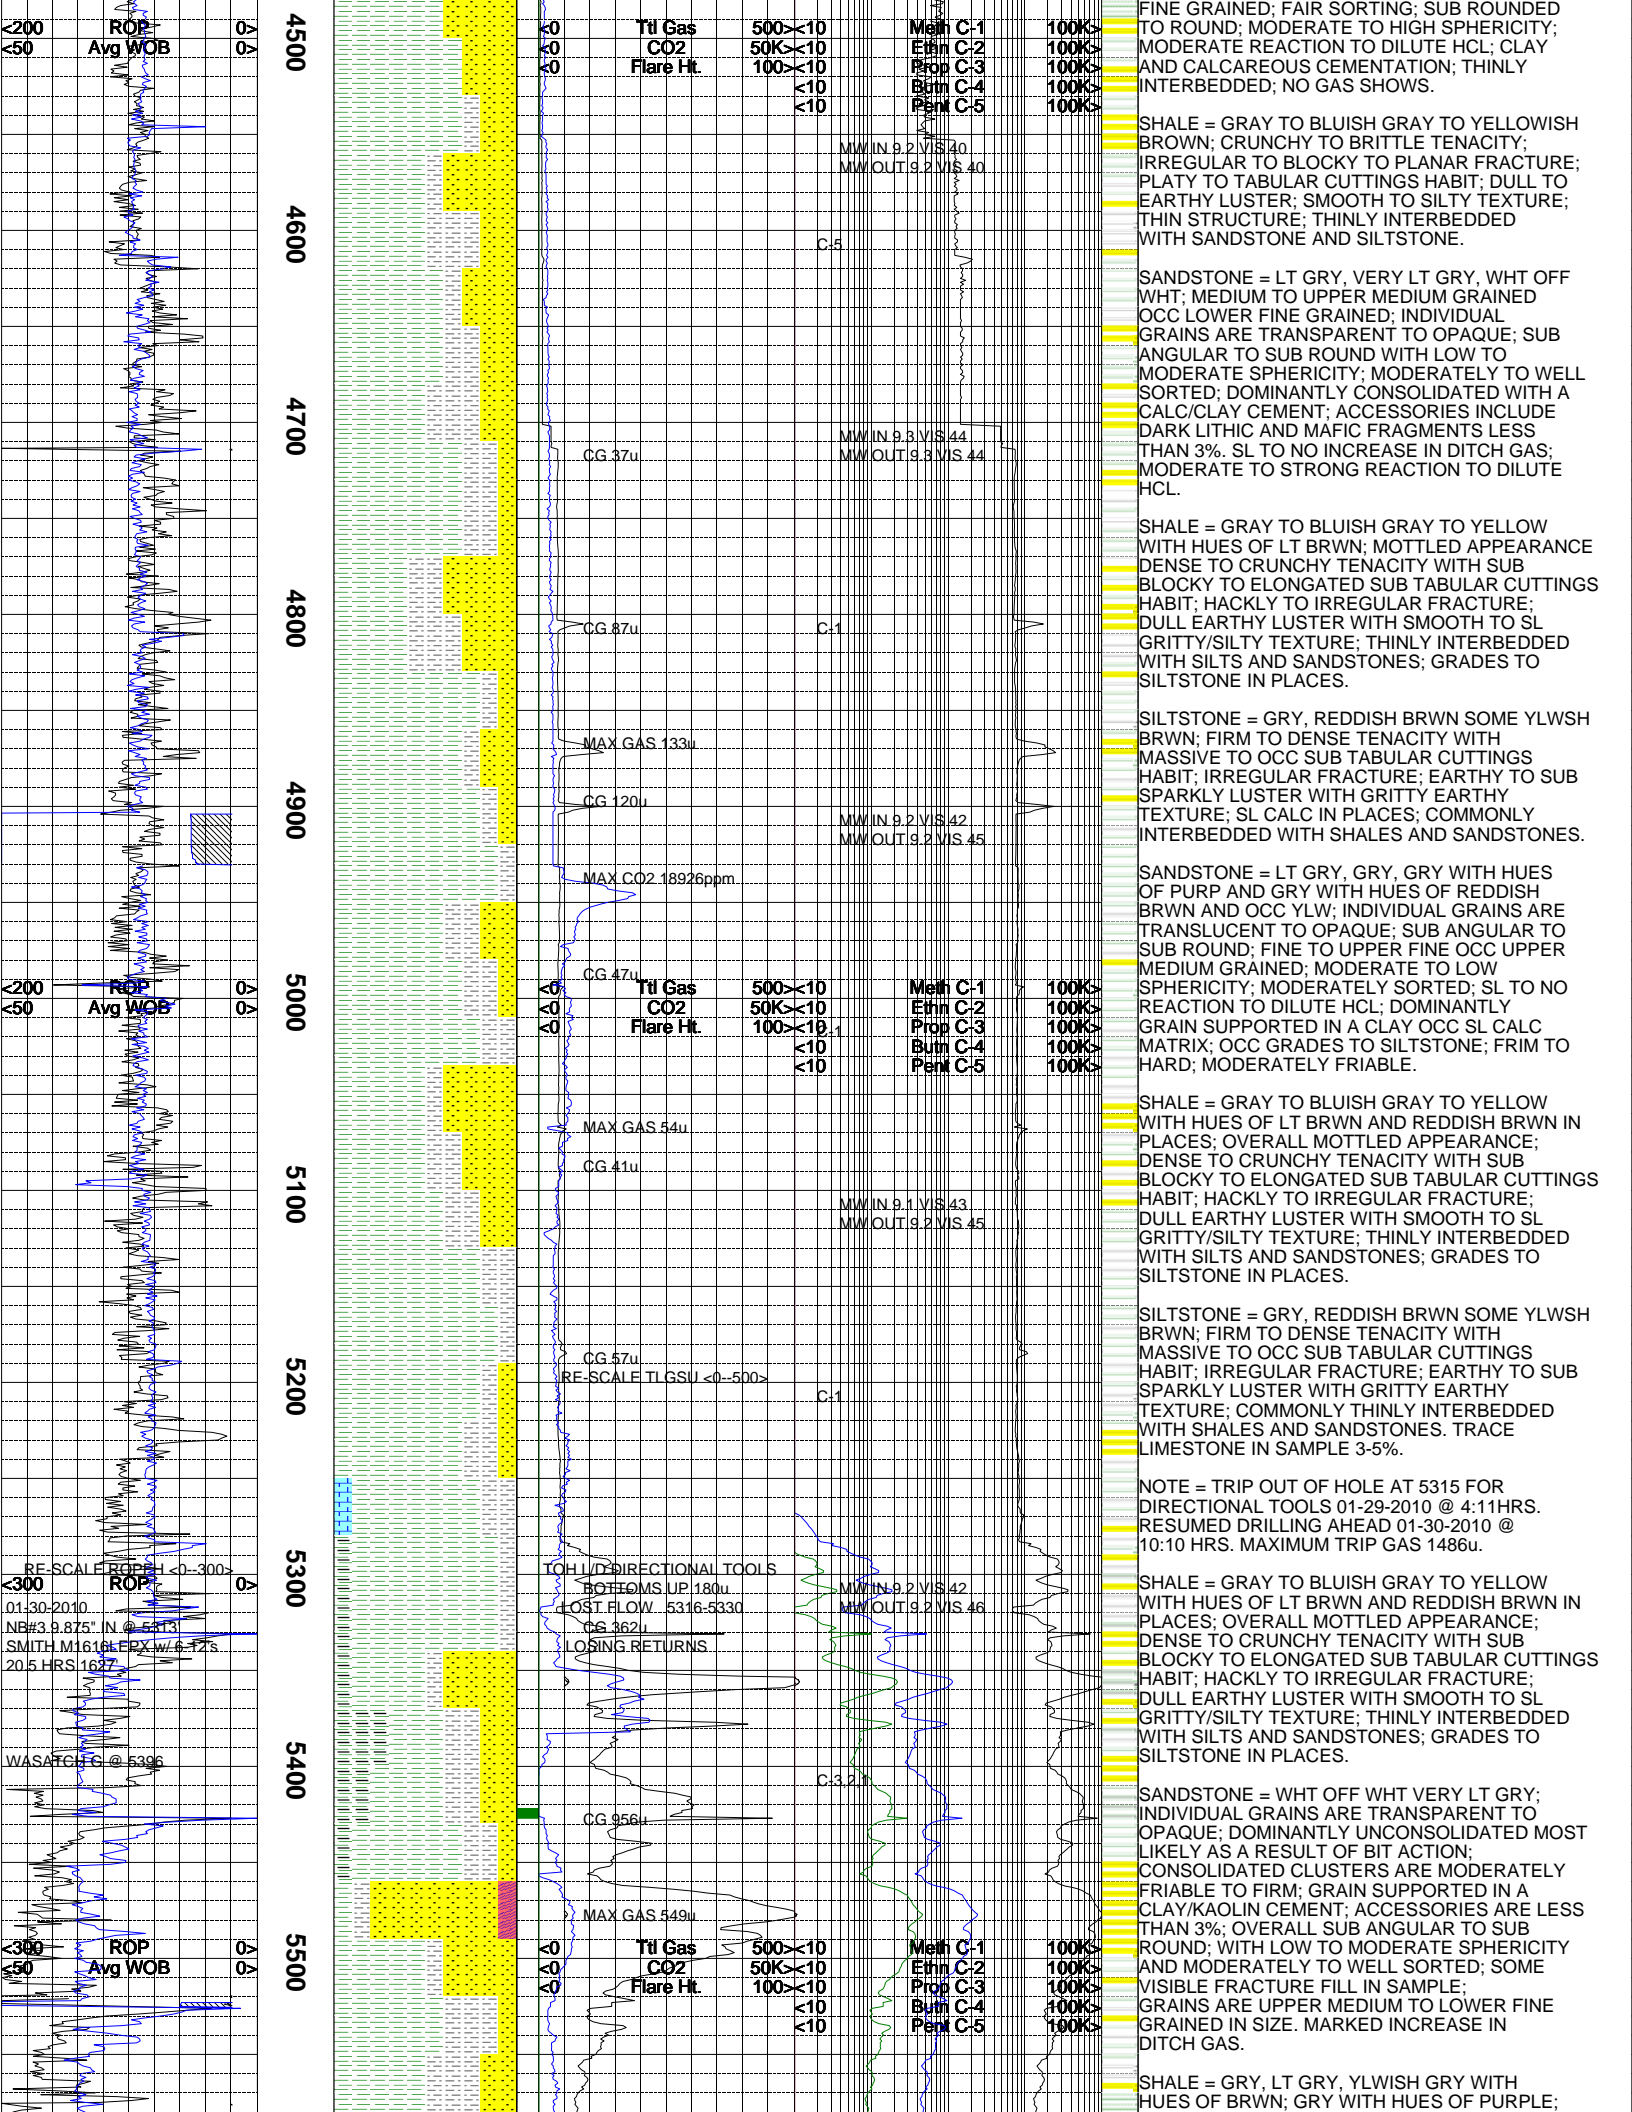 <200 ROP 0>
<50 Avg WOB 0>
4500
4600
4700
4800
4900
<200 ROP 0>
<50 Avg WOB 0>
5000
5100
5200
RE-SCALE ROPFH <0--300>
<300 ROP 0>
5300
01-30-2010
NB#3 9.875" IN @ 5313
SMITH M1616LEPX w/ 6-12's
20.5 HRS 1627'
WASATCH G @ 5396
5400
<300 ROP 0>
<50 Avg WOB 0>
5500
<0 Ttl Gas 500>
<0 CO2 50K>
<0 Flare Ht. 100>
<10 Meth C-1 100K>
<10 Ethn C-2 100K>
<10 Prop C-3 100K>
<10 Butn C-4 100K>
<10 Pent C-5 100K>
MW IN 9.2 VIS 40
MW OUT 9.2 VIS 40
C-5
MW IN 9.3 VIS 44
MW OUT 9.3 VIS 44
CG 37u
CG 87u
C-1
MAX GAS 133u
CG 120u
MW IN 9.2 VIS 42
MW OUT 9.2 VIS 45
MAX CO2 18926ppm
CG 47u
<0 Ttl Gas 500>
<0 CO2 50K>
<0 Flare Ht. 100>
<10 Meth C-1 100K>
<10 Ethn C-2 100K>
<10 Prop C-3 100K>
<10 Butn C-4 100K>
<10 Pent C-5 100K>
C-1
MAX GAS 54u
CG 41u
MW IN 9.1 VIS 43
MW OUT 9.2 VIS 45
CG 57u
RE-SCALE TLGSU <0--500>
C-1
TOH L/D DIRECTIONAL TOOLS
BOTTOMS UP 180u
LOST FLOW 5316-5330
CG 362u
LOSING RETURNS
MW IN 9.2 VIS 42
MW OUT 9.2 VIS 46
C-3,2,1
CG 956u
MAX GAS 549u
<0 Ttl Gas 500>
<0 CO2 50K>
<0 Flare Ht. 100>
<10 Meth C-1 100K>
<10 Ethn C-2 100K>
<10 Prop C-3 100K>
<10 Butn C-4 100K>
<10 Pent C-5 100K>
FINE GRAINED; FAIR SORTING; SUB ROUNDED
TO ROUND; MODERATE TO HIGH SPHERICITY;
MODERATE REACTION TO DILUTE HCL; CLAY
AND CALCAREOUS CEMENTATION; THINLY
INTERBEDDED; NO GAS SHOWS.
SHALE = GRAY TO BLUISH GRAY TO YELLOWISH
BROWN; CRUNCHY TO BRITTLE TENACITY;
IRREGULAR TO BLOCKY TO PLANAR FRACTURE;
PLATY TO TABULAR CUTTINGS HABIT; DULL TO
EARTHY LUSTER; SMOOTH TO SILTY TEXTURE;
THIN STRUCTURE; THINLY INTERBEDDED
WITH SANDSTONE AND SILTSTONE.
SANDSTONE = LT GRY, VERY LT GRY, WHT OFF
WHT; MEDIUM TO UPPER MEDIUM GRAINED
OCC LOWER FINE GRAINED; INDIVIDUAL
GRAINS ARE TRANSPARENT TO OPAQUE; SUB
ANGULAR TO SUB ROUND WITH LOW TO
MODERATE SPHERICITY; MODERATELY TO WELL
SORTED; DOMINANTLY CONSOLIDATED WITH A
CALC/CLAY CEMENT; ACCESSORIES INCLUDE
DARK LITHIC AND MAFIC FRAGMENTS LESS
THAN 3%. SL TO NO INCREASE IN DITCH GAS;
MODERATE TO STRONG REACTION TO DILUTE
HCL.
SHALE = GRAY TO BLUISH GRAY TO YELLOW
WITH HUES OF LT BRWN; MOTTLED APPEARANCE
DENSE TO CRUNCHY TENACITY WITH SUB
BLOCKY TO ELONGATED SUB TABULAR CUTTINGS
HABIT; HACKLY TO IRREGULAR FRACTURE;
DULL EARTHY LUSTER WITH SMOOTH TO SL
GRITTY/SILTY TEXTURE; THINLY INTERBEDDED
WITH SILTS AND SANDSTONES; GRADES TO
SILTSTONE IN PLACES.
SILTSTONE = GRY, REDDISH BRWN SOME YLWSH
BRWN; FIRM TO DENSE TENACITY WITH
MASSIVE TO OCC SUB TABULAR CUTTINGS
HABIT; IRREGULAR FRACTURE; EARTHY TO SUB
SPARKLY LUSTER WITH GRITTY EARTHY
TEXTURE; SL CALC IN PLACES; COMMONLY
INTERBEDDED WITH SHALES AND SANDSTONES.
SANDSTONE = LT GRY, GRY, GRY WITH HUES
OF PURP AND GRY WITH HUES OF REDDISH
BRWN AND OCC YLW; INDIVIDUAL GRAINS ARE
TRANSLUCENT TO OPAQUE; SUB ANGULAR TO
SUB ROUND; FINE TO UPPER FINE OCC UPPER
MEDIUM GRAINED; MODERATE TO LOW
SPHERICITY; MODERATELY SORTED; SL TO NO
REACTION TO DILUTE HCL; DOMINANTLY
GRAIN SUPPORTED IN A CLAY OCC SL CALC
MATRIX; OCC GRADES TO SILTSTONE; FRIM TO
HARD; MODERATELY FRIABLE.
SHALE = GRAY TO BLUISH GRAY TO YELLOW
WITH HUES OF LT BRWN AND REDDISH BRWN IN
PLACES; OVERALL MOTTLED APPEARANCE;
DENSE TO CRUNCHY TENACITY WITH SUB
BLOCKY TO ELONGATED SUB TABULAR CUTTINGS
HABIT; HACKLY TO IRREGULAR FRACTURE;
DULL EARTHY LUSTER WITH SMOOTH TO SL
GRITTY/SILTY TEXTURE; THINLY INTERBEDDED
WITH SILTS AND SANDSTONES; GRADES TO
SILTSTONE IN PLACES.
SILTSTONE = GRY, REDDISH BRWN SOME YLWSH
BRWN; FIRM TO DENSE TENACITY WITH
MASSIVE TO OCC SUB TABULAR CUTTINGS
HABIT; IRREGULAR FRACTURE; EARTHY TO SUB
SPARKLY LUSTER WITH GRITTY EARTHY
TEXTURE; COMMONLY THINLY INTERBEDDED
WITH SHALES AND SANDSTONES. TRACE
LIMESTONE IN SAMPLE 3-5%.
NOTE = TRIP OUT OF HOLE AT 5315 FOR
DIRECTIONAL TOOLS 01-29-2010 @ 4:11HRS.
RESUMED DRILLING AHEAD 01-30-2010 @
10:10 HRS. MAXIMUM TRIP GAS 1486u.
SHALE = GRAY TO BLUISH GRAY TO YELLOW
WITH HUES OF LT BRWN AND REDDISH BRWN IN
PLACES; OVERALL MOTTLED APPEARANCE;
DENSE TO CRUNCHY TENACITY WITH SUB
BLOCKY TO ELONGATED SUB TABULAR CUTTINGS
HABIT; HACKLY TO IRREGULAR FRACTURE;
DULL EARTHY LUSTER WITH SMOOTH TO SL
GRITTY/SILTY TEXTURE; THINLY INTERBEDDED
WITH SILTS AND SANDSTONES; GRADES TO
SILTSTONE IN PLACES.
SANDSTONE = WHT OFF WHT VERY LT GRY;
INDIVIDUAL GRAINS ARE TRANSPARENT TO
OPAQUE; DOMINANTLY UNCONSOLIDATED MOST
LIKELY AS A RESULT OF BIT ACTION;
CONSOLIDATED CLUSTERS ARE MODERATELY
FRIABLE TO FIRM; GRAIN SUPPORTED IN A
CLAY/KAOLIN CEMENT; ACCESSORIES ARE LESS
THAN 3%; OVERALL SUB ANGULAR TO SUB
ROUND; WITH LOW TO MODERATE SPHERICITY
AND MODERATELY TO WELL SORTED; SOME
VISIBLE FRACTURE FILL IN SAMPLE;
GRAINS ARE UPPER MEDIUM TO LOWER FINE
GRAINED IN SIZE. MARKED INCREASE IN
DITCH GAS.
SHALE = GRY, LT GRY, YLWISH GRY WITH
HUES OF BRWN; GRY WITH HUES OF PURPLE;